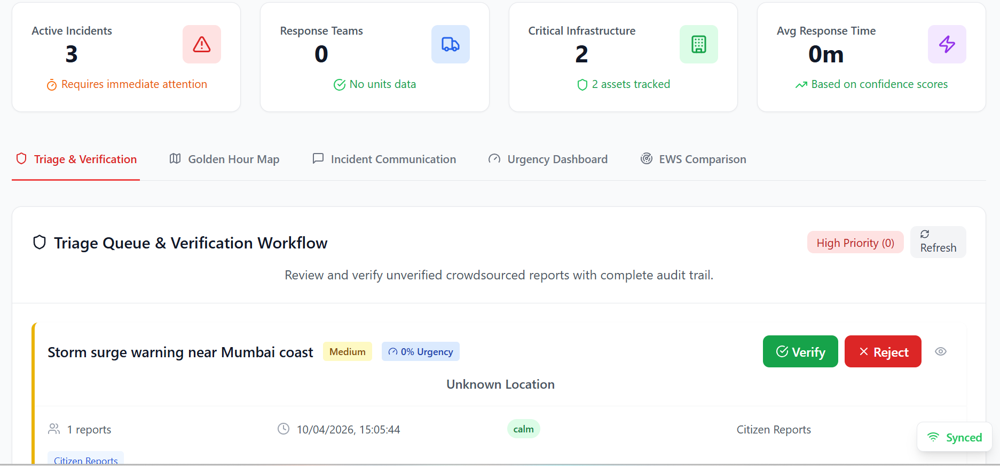 Active Incidents
3
Requires immediate attention
Response Teams
0
No units data
Critical Infrastructure
2
2 assets tracked
Avg Response Time
0m
Based on confidence scores
Triage & Verification
Golden Hour Map
Incident Communication
Urgency Dashboard
EWS Comparison
Triage Queue & Verification Workflow
High Priority (0)
Refresh
Review and verify unverified crowdsourced reports with complete audit trail.
Storm surge warning near Mumbai coast
Medium
0% Urgency
Verify
Reject
Unknown Location
1 reports
10/04/2026, 15:05:44
calm
Citizen Reports
Synced
Citizen Reports